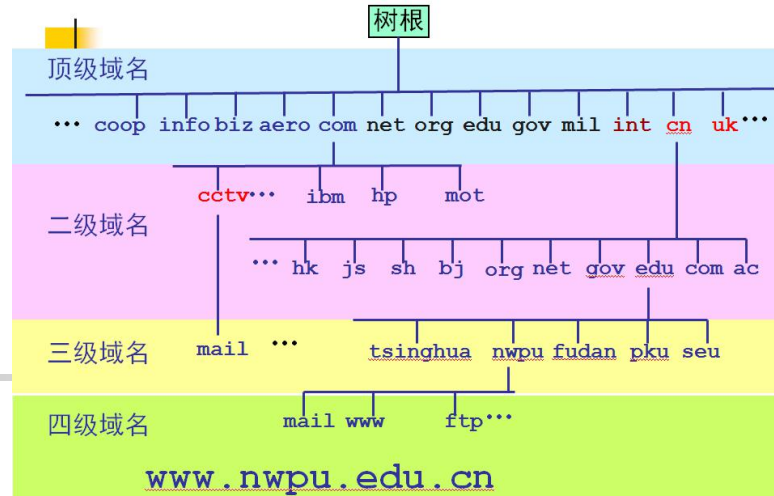 树根
顶级域名
··· coop info biz aero com net org edu gov mil int cn uk ···
cctv ··· ibm hp mot
二级域名
··· hk js sh bj org net gov edu com ac
三级域名 mail ··· tsinghua nwpu fudan pku seu
四级域名 mail www ftp ···
www.nwpu.edu.cn